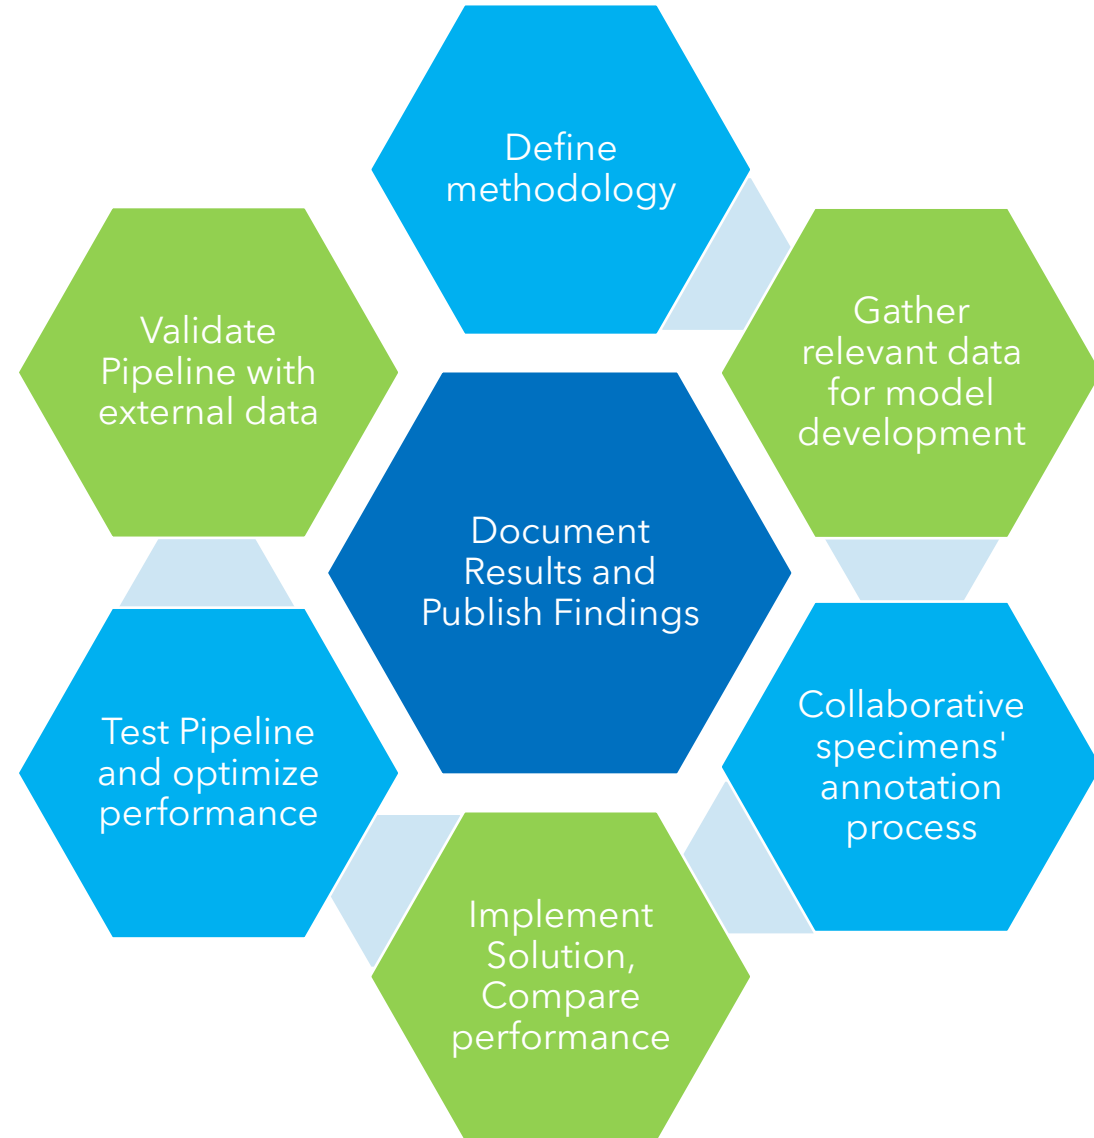 Define
methodology
Gather
relevant data
for model
development
Collaborative
specimens'
annotation
process
Implement
Solution,
Compare
performance
Test Pipeline
and optimize
performance
Validate
Pipeline with
external data
Document
Results and
Publish Findings